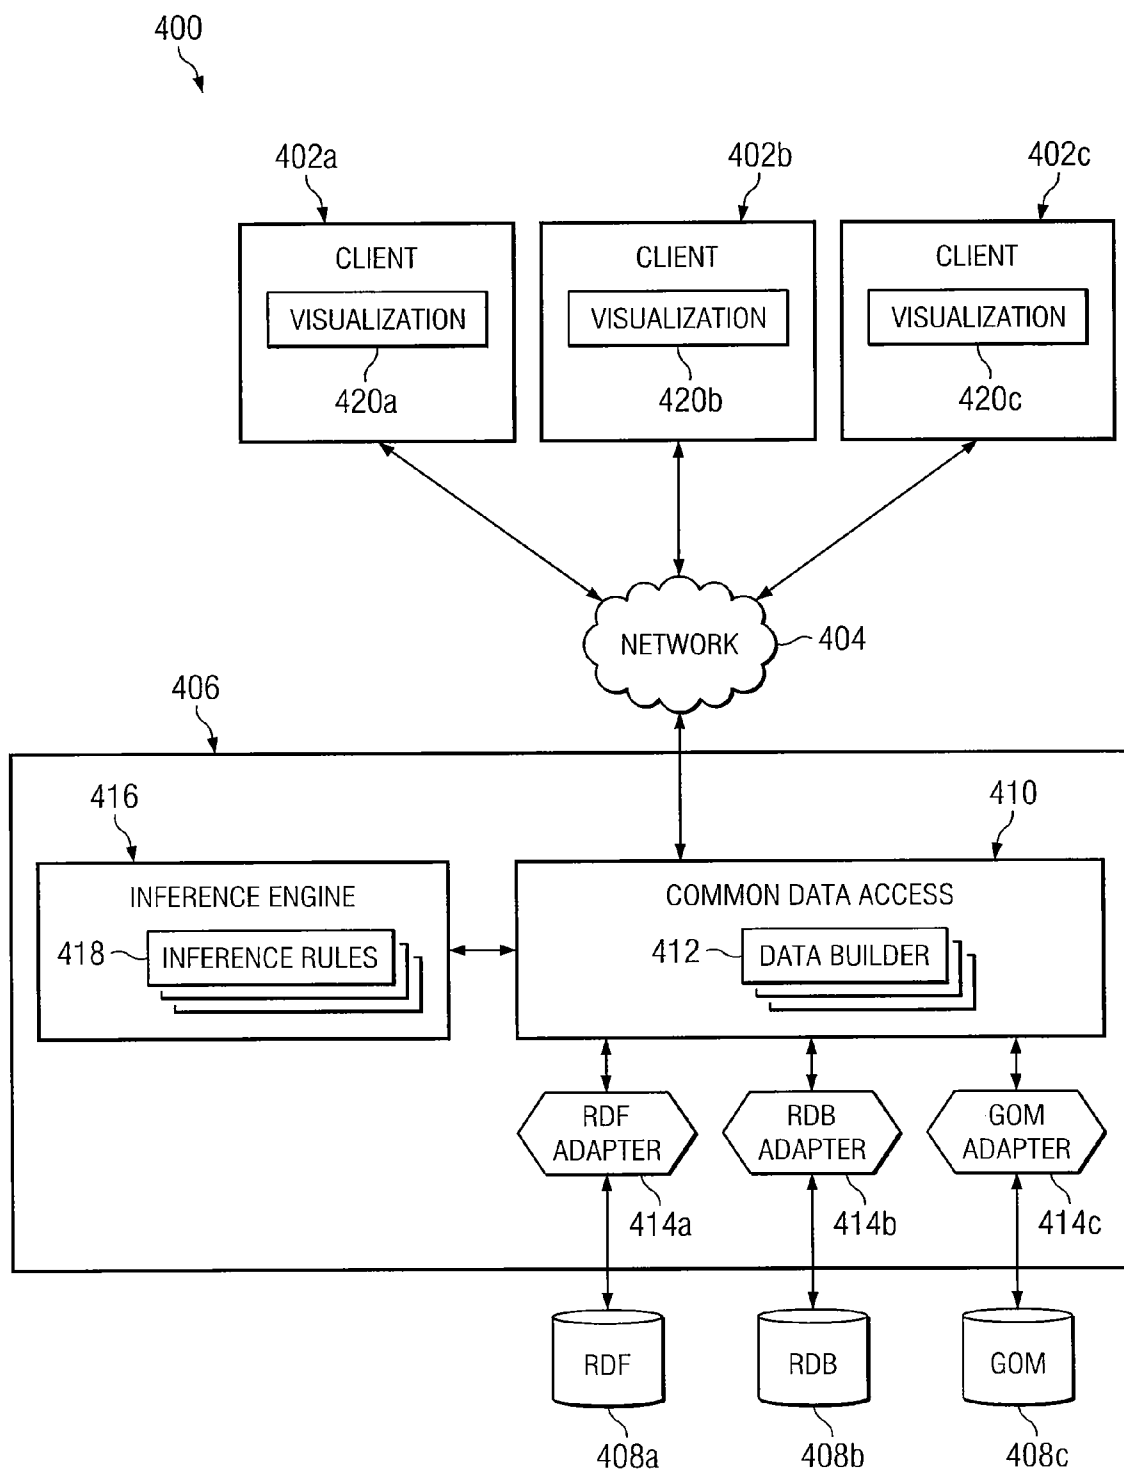 400
402a
402b
402c
CLIENT
CLIENT
CLIENT
VISUALIZATION
VISUALIZATION
VISUALIZATION
420a
420b
420c
NETWORK
404
406
416
410
INFERENCE ENGINE
COMMON DATA ACCESS
418
INFERENCE RULES
412
DATA BUILDER
RDF
ADAPTER
RDB
ADAPTER
GOM
ADAPTER
414a
414b
414c
RDF
RDB
GOM
408a
408b
408c